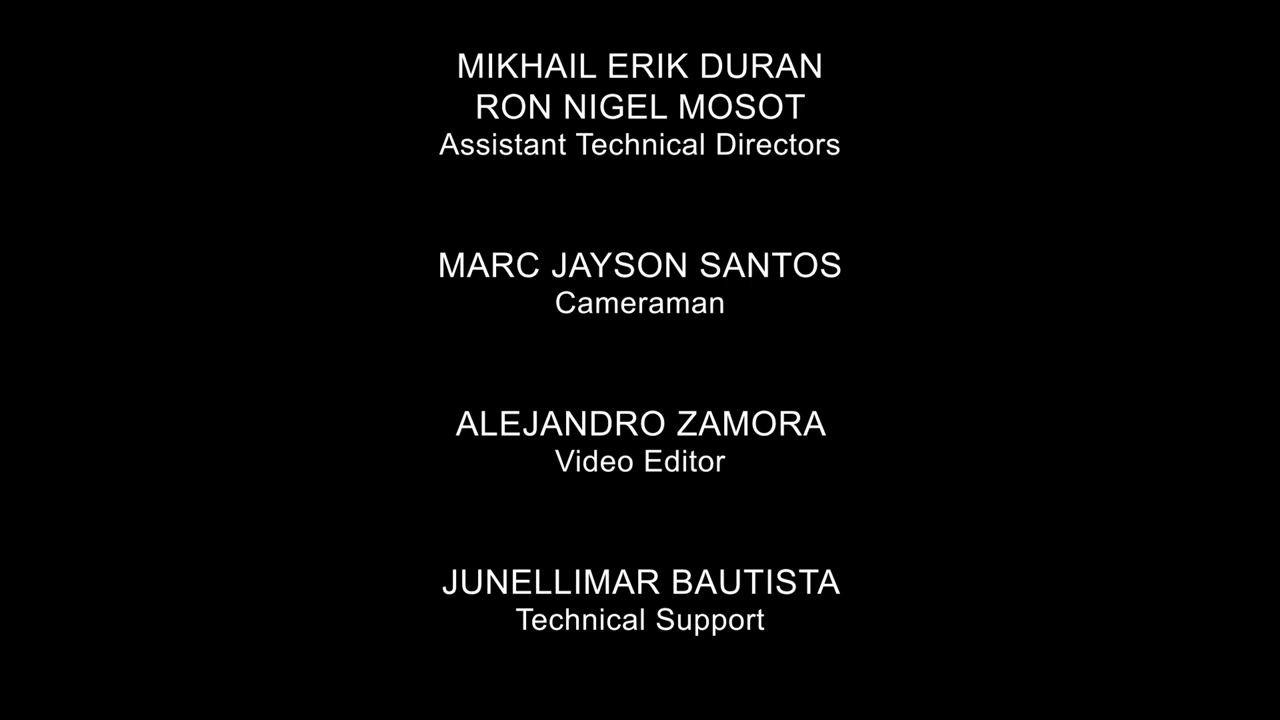 MIKHAIL ERIK DURAN
RON NIGEL MOSOT
Assistant Technical Directors
MARC JAYSON SANTOS
Cameraman
ALEJANDRO ZAMORA
Video Editor
JUNELLIMAR BAUTISTA
Technical Support